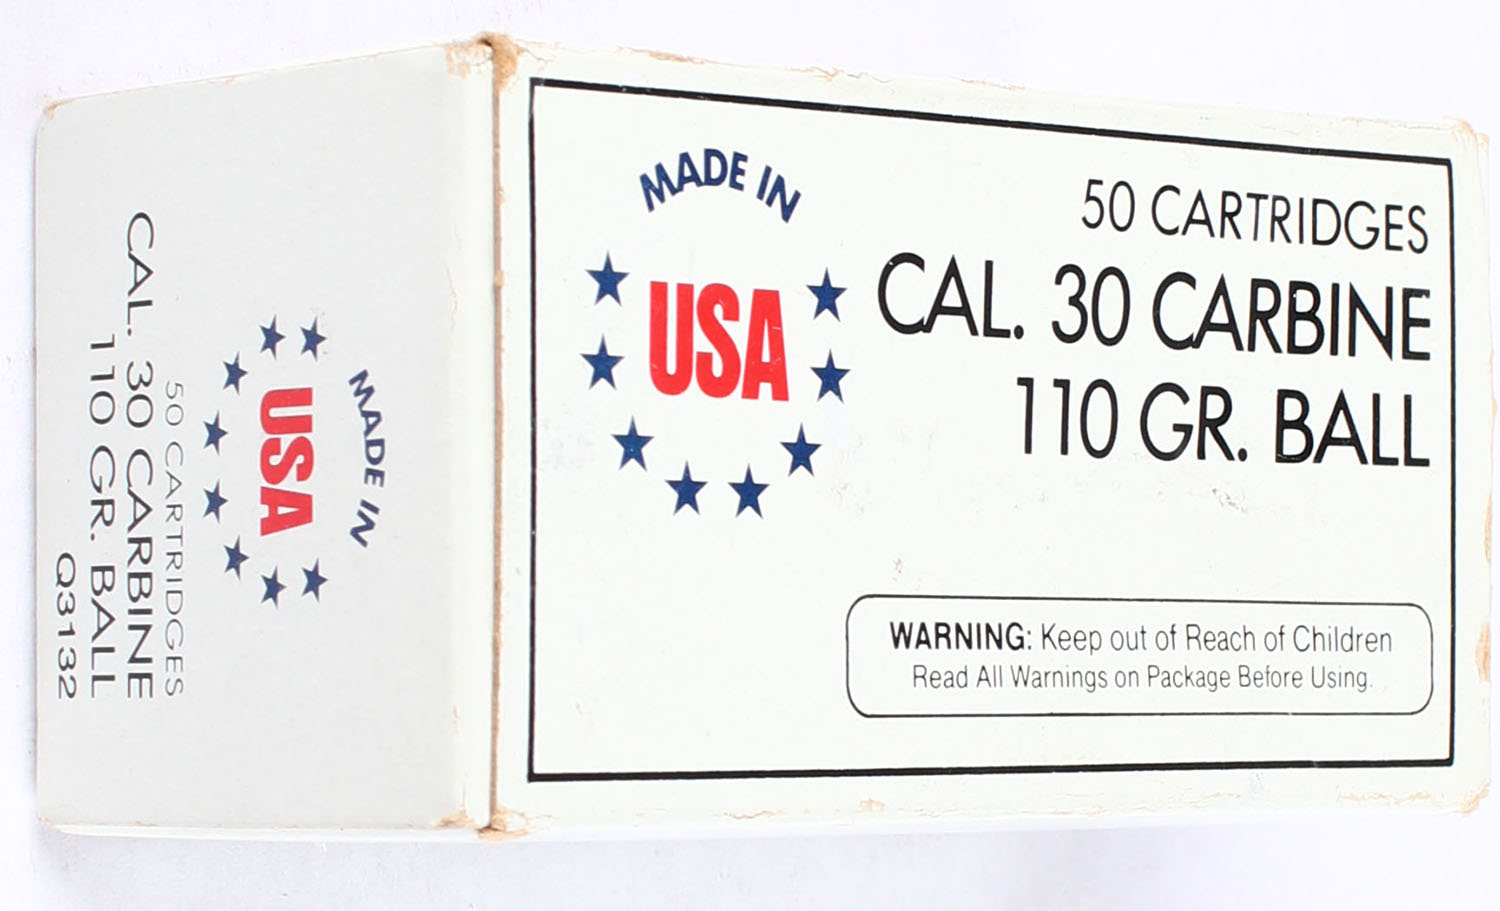 MADE IN
USA
50 CARTRIDGES
CAL. 30 CARBINE
110 GR. BALL
WARNING: Keep out of Reach of Children
Read All Warnings on Package Before Using.
MADE IN
USA
50 CARTRIDGES
CAL. 30 CARBINE
110 GR. BALL
Q3132